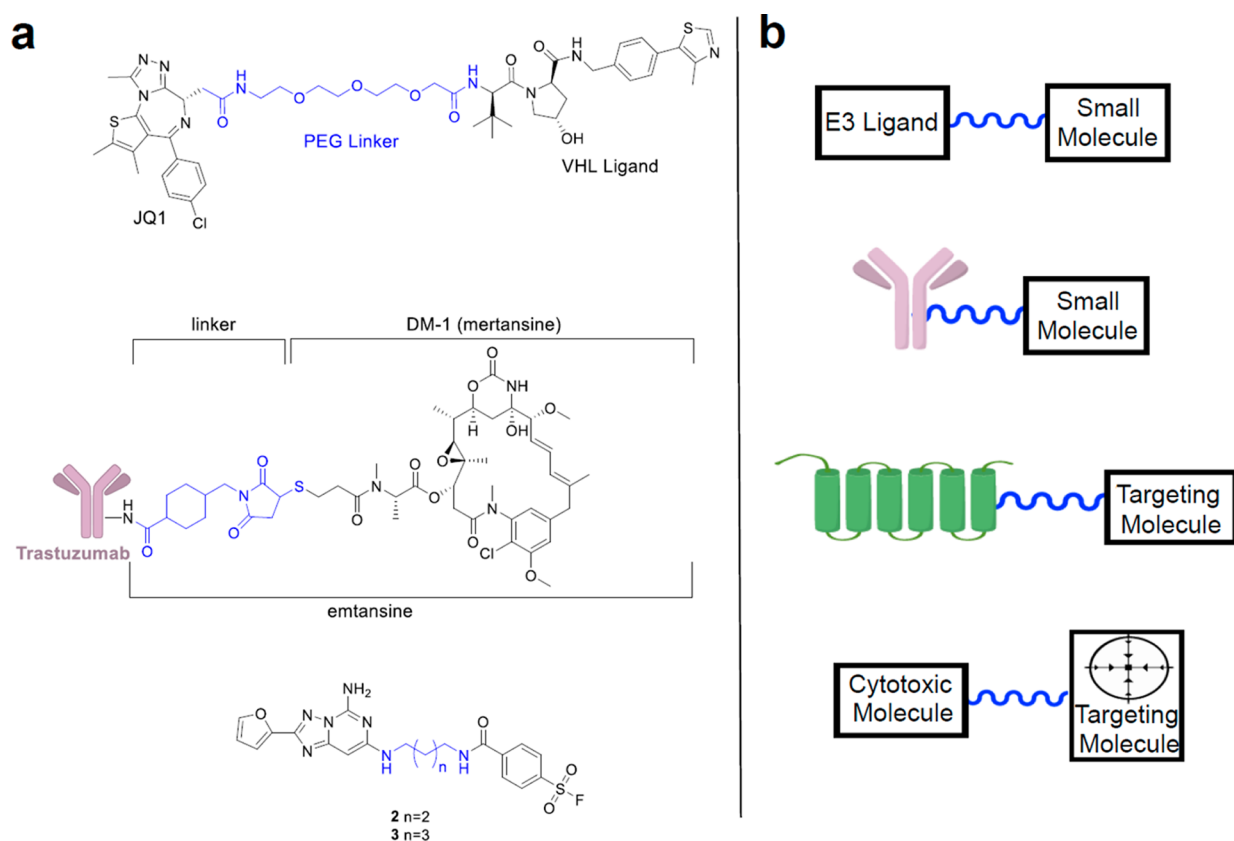 a
N N
N
S
N
O
H
N
O
O
O
O
H
N
O
N
O
H
N
S
N
OH
Cl
JQ1
PEG Linker
VHL Ligand
linker
DM-1 (mertansine)
Trastuzumab
NH
O
N
O
O
S
O
N
O
O
O
O
O
NH
OH
H
O
O
N
Cl
O
emtansine
NH2
O
N
N
N
N
N
H
n
H
N
O
O
S
F
O
2 n=2
3 n=3
b
E3 Ligand
Small
Molecule
Small
Molecule
Targeting
Molecule
Cytotoxic
Molecule
Targeting
Molecule